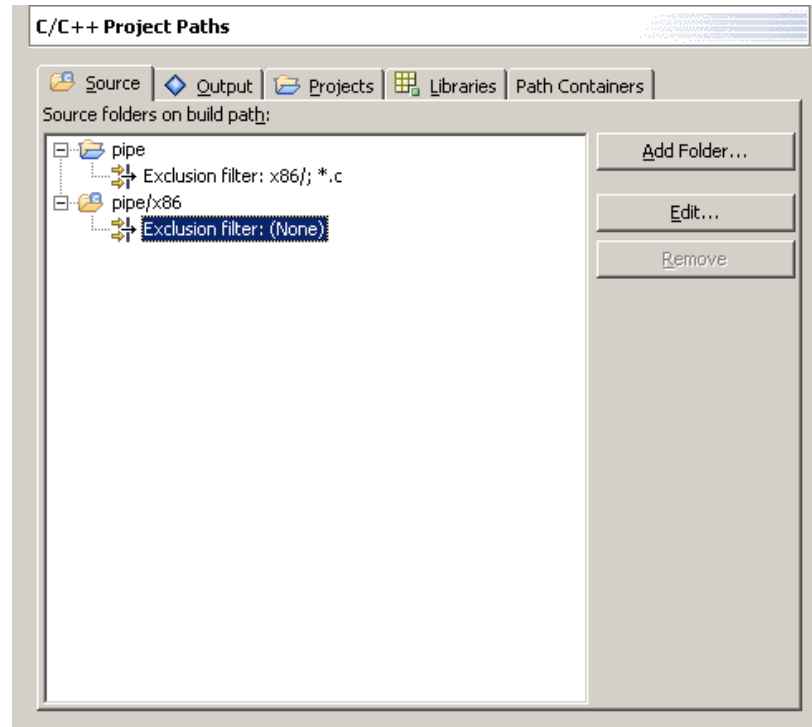 C/C++ Project Paths
Source Output Projects Libraries Path Containers
Source folders on build path:
pipe
Exclusion filter: x86/; *.c
pipe/x86
Exclusion filter: (None)
Add Folder...
Edit...
Remove